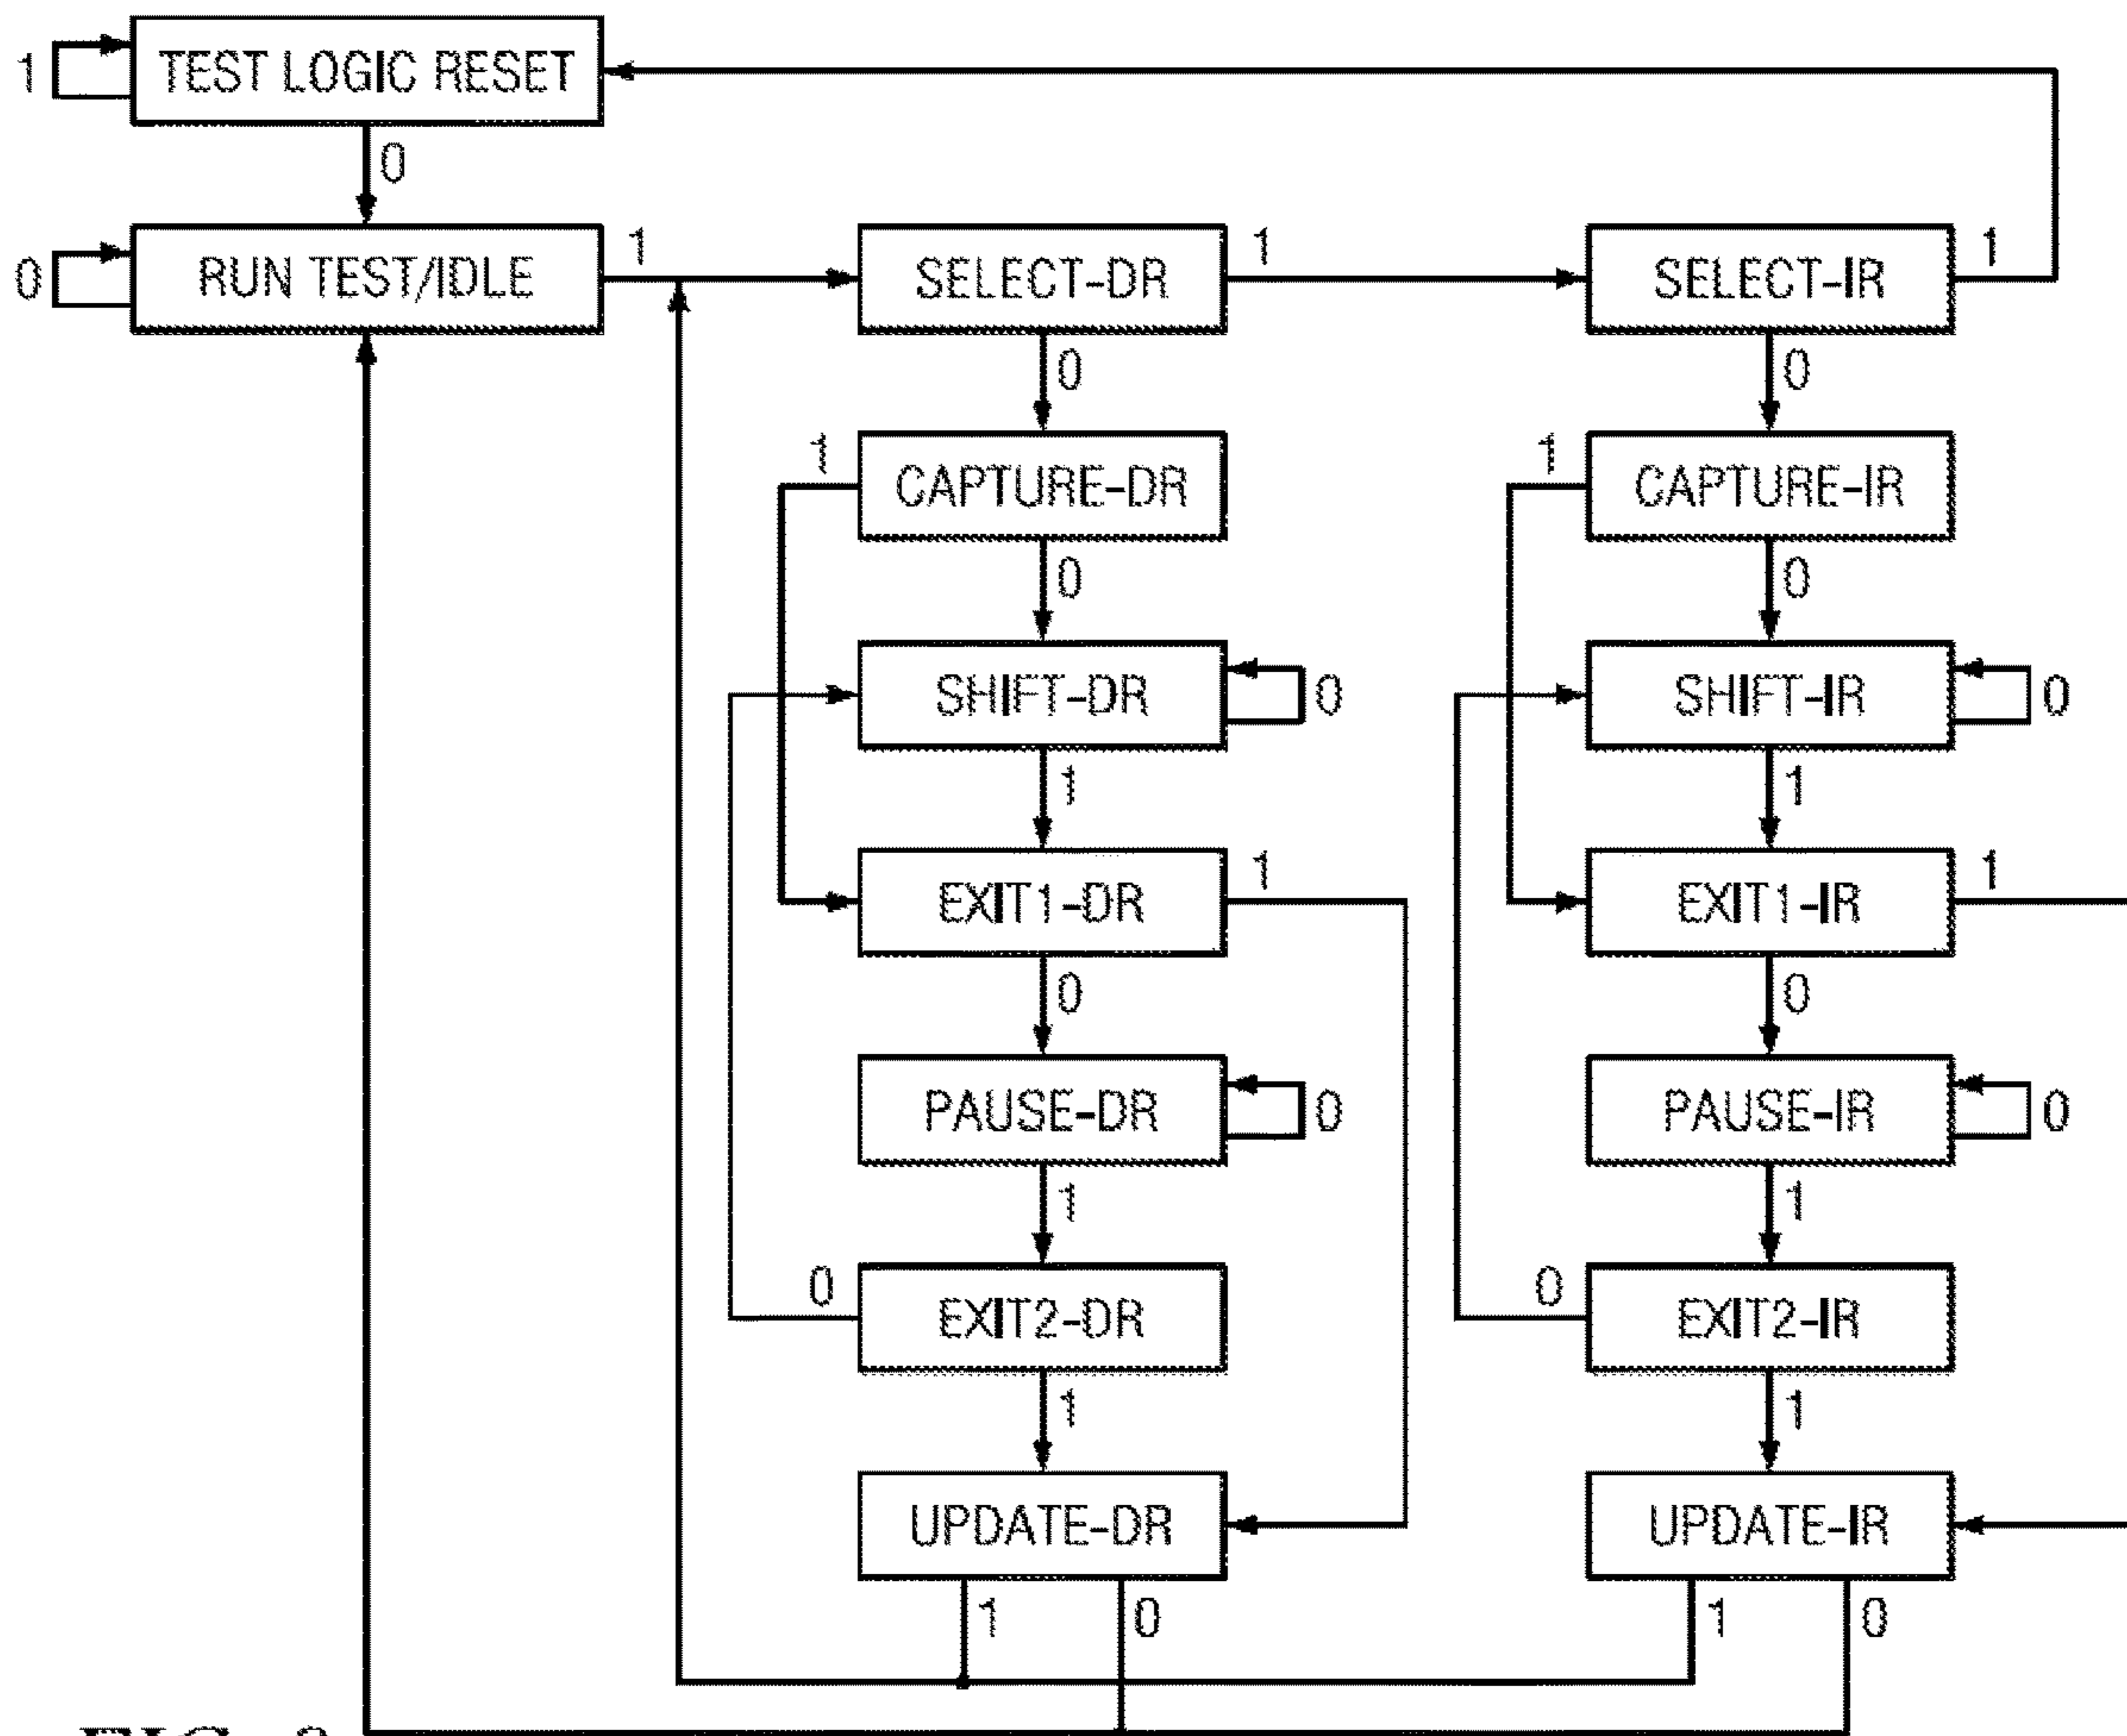 TEST LOGIC RESET
1
0
RUN TEST/IDLE
0
1
SELECT-DR
1
SELECT-IR
1
0
0
1
CAPTURE-DR
1
CAPTURE-IR
0
0
SHIFT-DR
0
SHIFT-IR
0
1
1
EXIT1-DR
1
EXIT1-IR
1
0
0
PAUSE-DR
0
PAUSE-IR
0
1
1
0
EXIT2-DR
0
EXIT2-IR
1
1
UPDATE-DR
UPDATE-IR
1
0
1
0